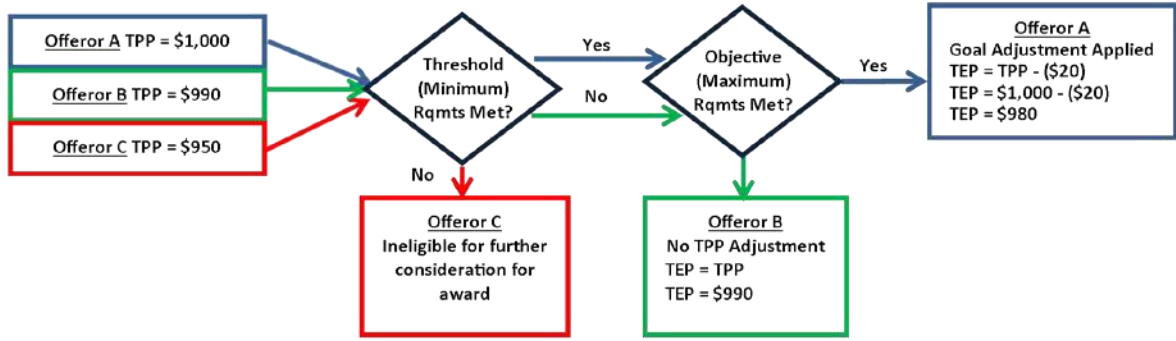 Offeror A TPP = $1,000
Offeror B TPP = $990
Offeror C TPP = $950
Threshold
(Minimum)
Rqmts Met?
Yes
No
No
Objective
(Maximum)
Rqmts Met?
Yes
Offeror A
Goal Adjustment Applied
TEP = TPP - ($20)
TEP = $1,000 - ($20)
TEP = $980
Offeror C
Ineligible for further
consideration for
award
Offeror B
No TPP Adjustment
TEP = TPP
TEP = $990